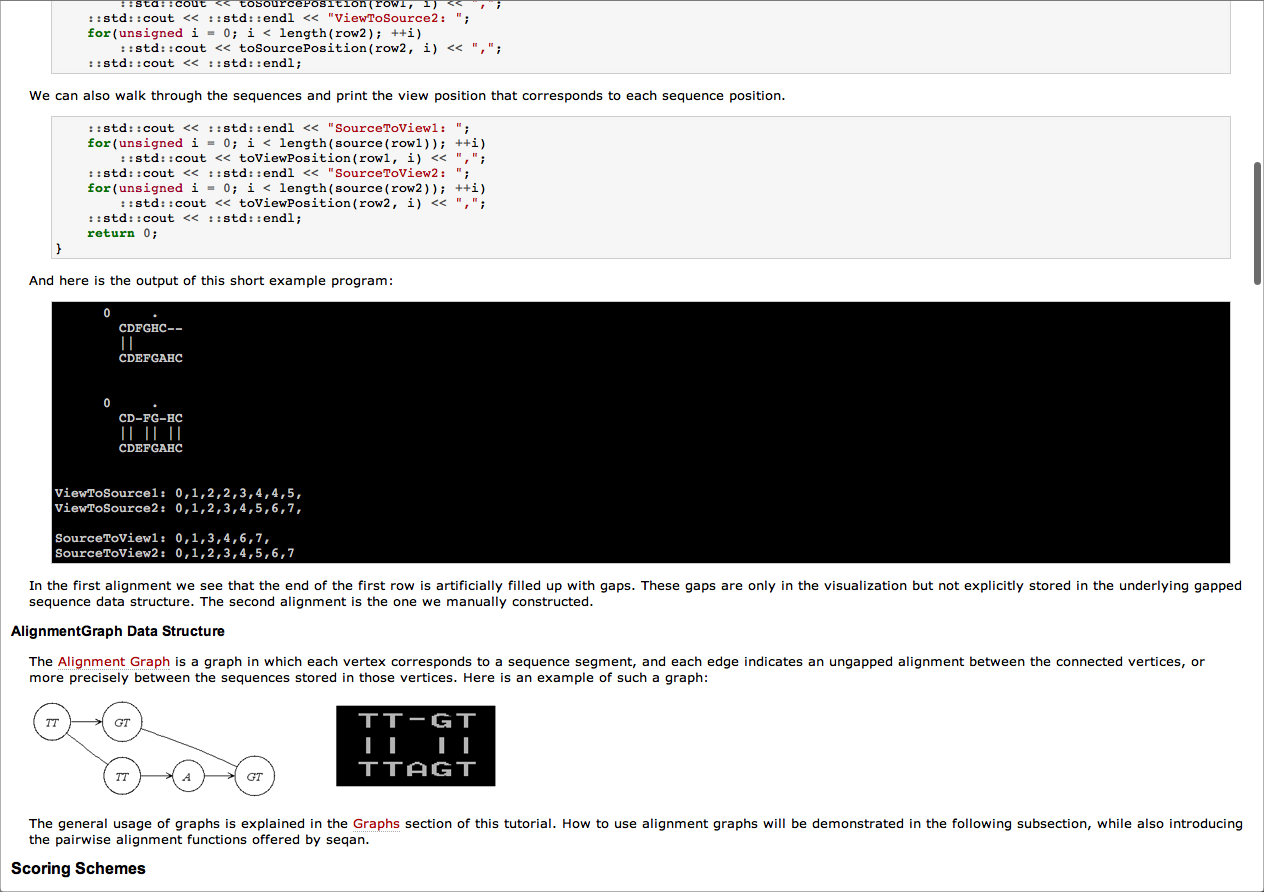 ::std::cout << toSourcePosition(row1, i) << ",";
::std::cout << ::std::endl << "ViewToSource2: ";
for(unsigned i = 0; i < length(row2); ++i)
::std::cout << toSourcePosition(row2, i) << ",";
::std::cout << ::std::endl;
We can also walk through the sequences and print the view position that corresponds to each sequence position.
::std::cout << ::std::endl << "SourceToView1: ";
for(unsigned i = 0; i < length(source(row1)); ++i)
::std::cout << toViewPosition(row1, i) << ",";
::std::cout << ::std::endl << "SourceToView2: ";
for(unsigned i = 0; i < length(source(row2)); ++i)
::std::cout << toViewPosition(row2, i) << ",";
::std::cout << ::std::endl;
return 0;
}
And here is the output of this short example program:
0     .
CDFGHC--
||
CDEFGAHC
0     .
CD-FG-HC
|| || ||
CDEFGAHC
ViewToSource1: 0,1,2,2,3,4,4,5,
ViewToSource2: 0,1,2,3,4,5,6,7,
SourceToView1: 0,1,3,4,6,7,
SourceToView2: 0,1,2,3,4,5,6,7
In the first alignment we see that the end of the first row is artificially filled up with gaps. These gaps are only in the visualization but not explicitly stored in the underlying gapped
sequence data structure. The second alignment is the one we manually constructed.
AlignmentGraph Data Structure
The Alignment Graph is a graph in which each vertex corresponds to a sequence segment, and each edge indicates an ungapped alignment between the connected vertices, or
more precisely between the sequences stored in those vertices. Here is an example of such a graph:
TT GT
TT A GT
TT-GT
|| ||
TTAGT
The general usage of graphs is explained in the Graphs section of this tutorial. How to use alignment graphs will be demonstrated in the following subsection, while also introducing
the pairwise alignment functions offered by seqan.
Scoring Schemes